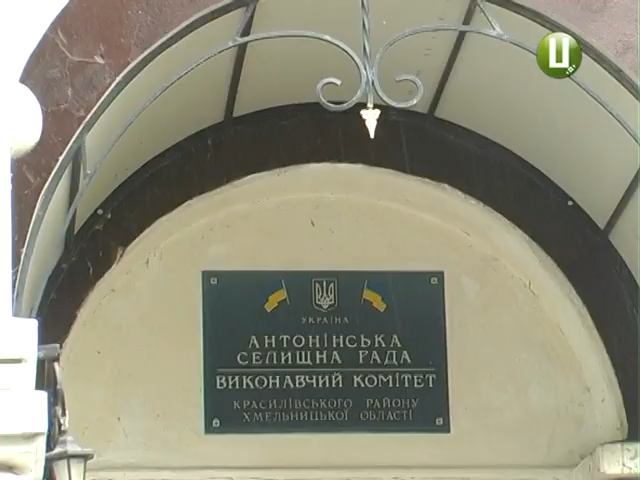 Ц
УКРАЇНА
АНТОНІНСЬКА
СЕЛИЩНА РАДА
ВИКОНАВЧИЙ КОМІТЕТ
КРАСИЛІВСЬКОГО РАЙОНУ
ХМЕЛЬНИЦЬКОЇ ОБЛАСТІ